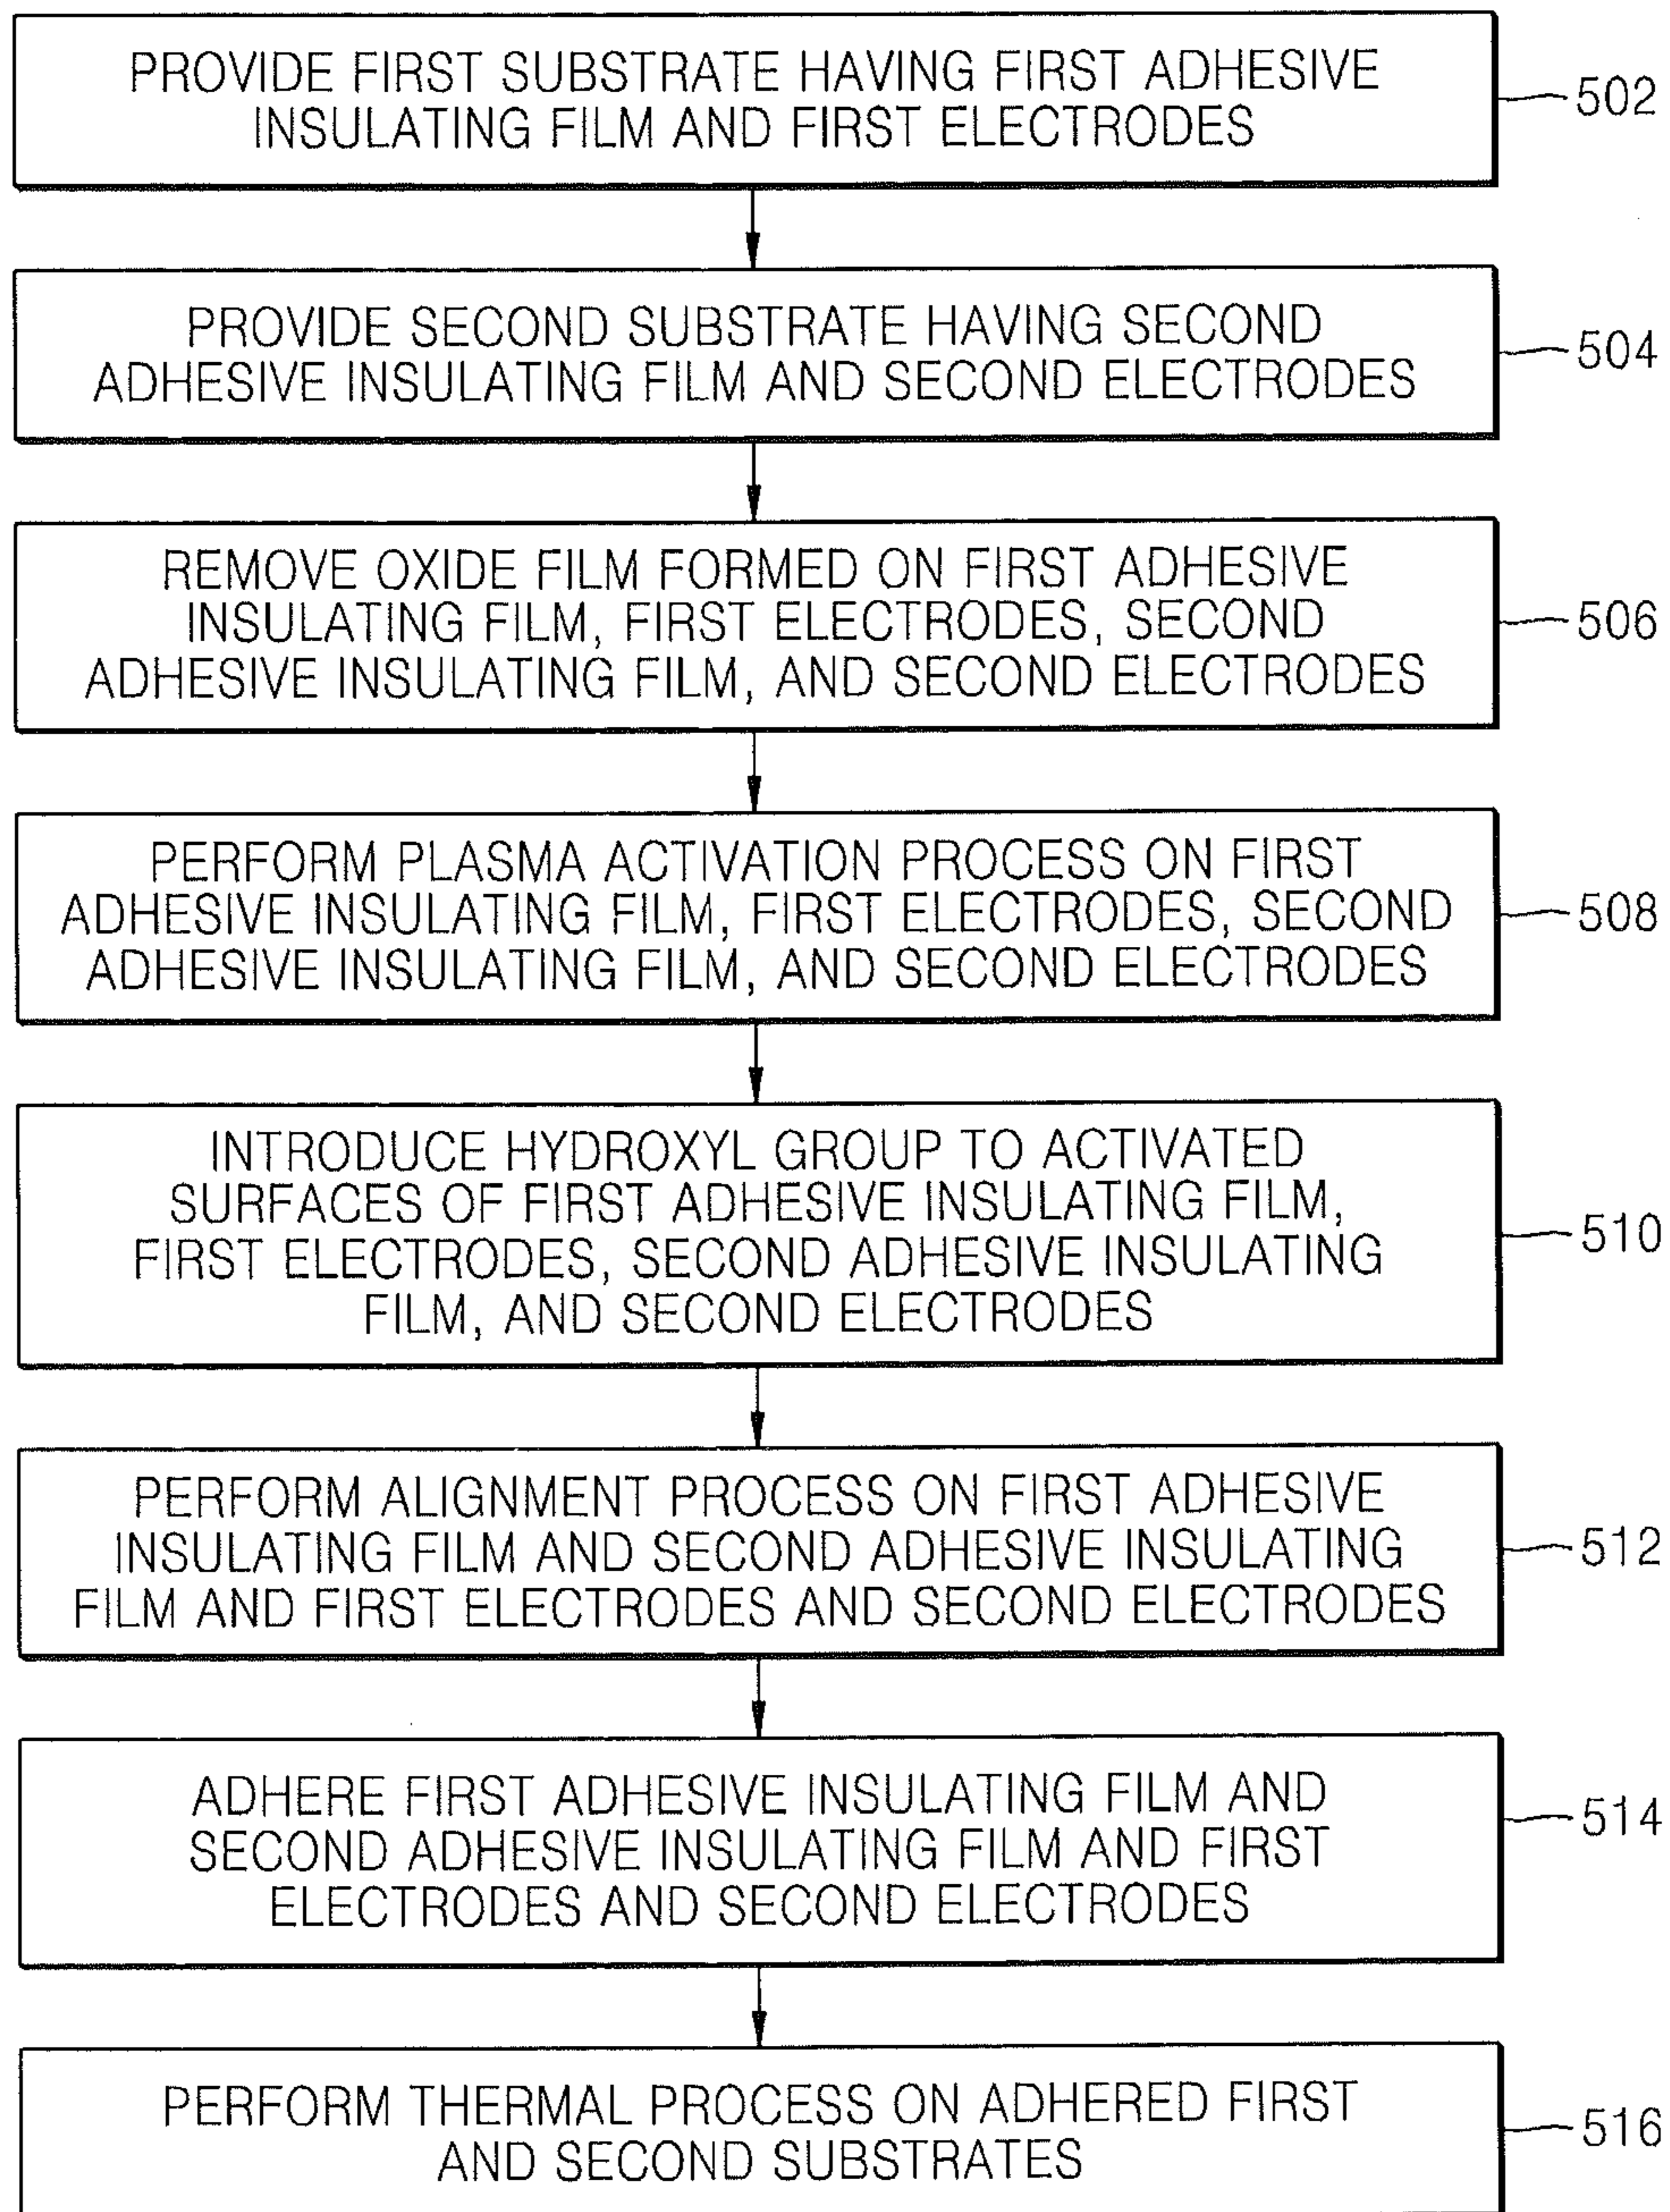 PROVIDE FIRST SUBSTRATE HAVING FIRST ADHESIVE
INSULATING FILM AND FIRST ELECTRODES
502
PROVIDE SECOND SUBSTRATE HAVING SECOND
ADHESIVE INSULATING FILM AND SECOND ELECTRODES
504
REMOVE OXIDE FILM FORMED ON FIRST ADHESIVE
INSULATING FILM, FIRST ELECTRODES, SECOND
ADHESIVE INSULATING FILM, AND SECOND ELECTRODES
506
PERFORM PLASMA ACTIVATION PROCESS ON FIRST
ADHESIVE INSULATING FILM, FIRST ELECTRODES, SECOND
ADHESIVE INSULATING FILM, AND SECOND ELECTRODES
508
INTRODUCE HYDROXYL GROUP TO ACTIVATED
SURFACES OF FIRST ADHESIVE INSULATING FILM,
FIRST ELECTRODES, SECOND ADHESIVE INSULATING
FILM, AND SECOND ELECTRODES
510
PERFORM ALIGNMENT PROCESS ON FIRST ADHESIVE
INSULATING FILM AND SECOND ADHESIVE INSULATING
FILM AND FIRST ELECTRODES AND SECOND ELECTRODES
512
ADHERE FIRST ADHESIVE INSULATING FILM AND
SECOND ADHESIVE INSULATING FILM AND FIRST
ELECTRODES AND SECOND ELECTRODES
514
PERFORM THERMAL PROCESS ON ADHERED FIRST
AND SECOND SUBSTRATES
516